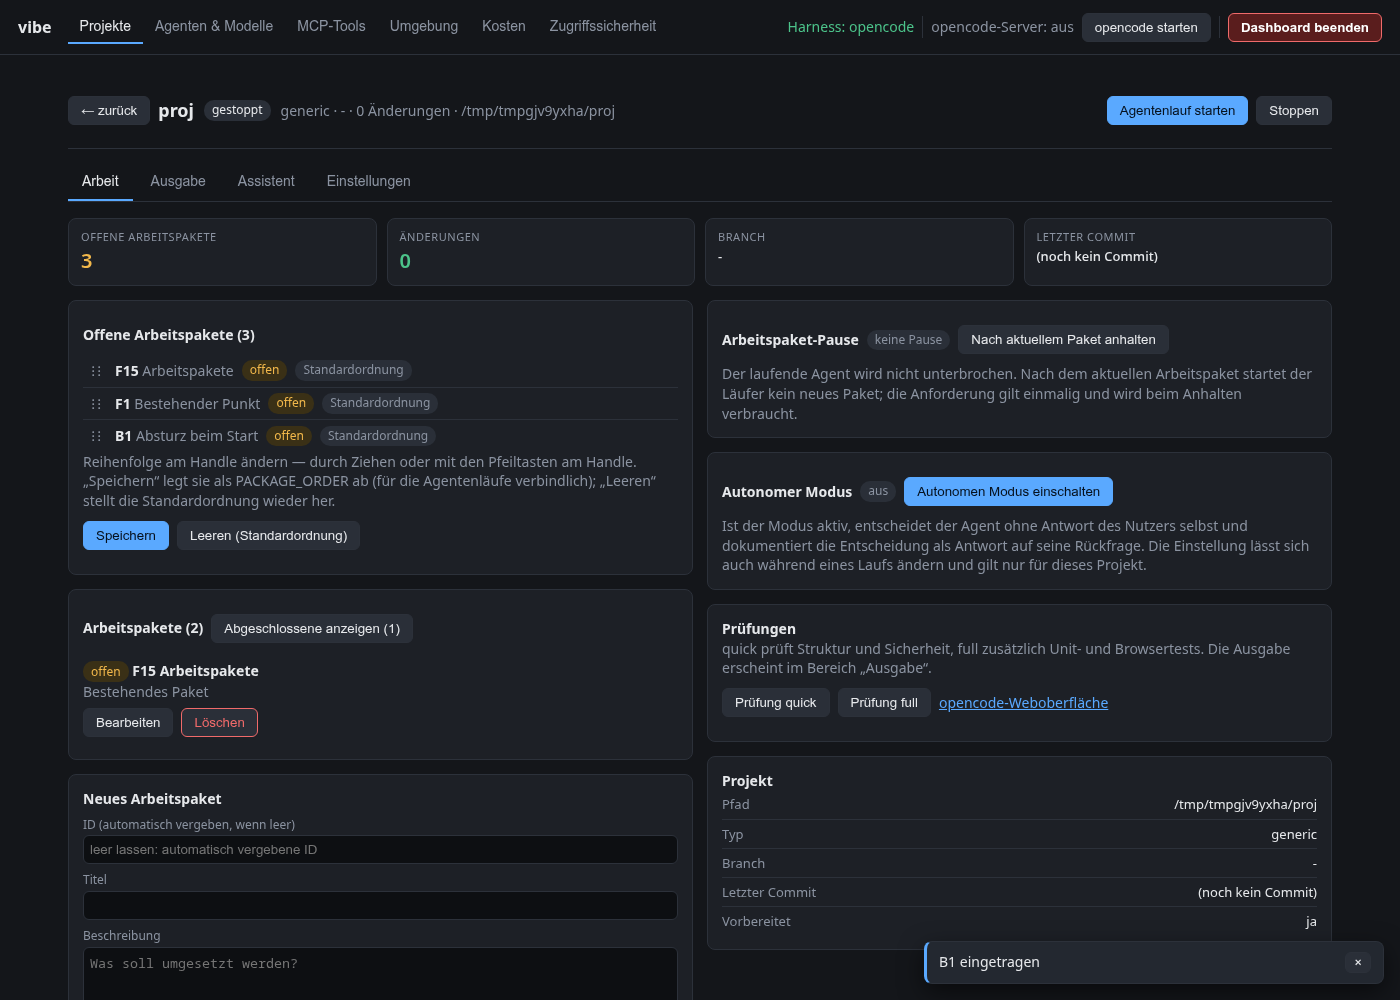 vibe
Projekte
Agenten & Modelle
MCP-Tools
Umgebung
Kosten
Zugriffssicherheit
Harness: opencode
opencode-Server: aus
opencode starten
Dashboard beenden
← zurück
proj
gestoppt
generic · - · 0 Änderungen · /tmp/tmpgjv9yxha/proj
Agentenlauf starten
Stoppen
Arbeit
Ausgabe
Assistent
Einstellungen
OFFENE ARBEITSPAKETE
3
ÄNDERUNGEN
0
BRANCH
-
LETZTER COMMIT
(noch kein Commit)
Offene Arbeitspakete (3)
F15 Arbeitspakete offen Standardordnung
F1 Bestehender Punkt offen Standardordnung
B1 Absturz beim Start offen Standardordnung
Reihenfolge am Handle ändern — durch Ziehen oder mit den Pfeiltasten am Handle.
„Speichern“ legt sie als PACKAGE_ORDER ab (für die Agentenläufe verbindlich); „Leeren“
stellt die Standardordnung wieder her.
Speichern
Leeren (Standardordnung)
Arbeitspakete (2)
Abgeschlossene anzeigen (1)
offen F15 Arbeitspakete
Bestehendes Paket
Bearbeiten
Löschen
Neues Arbeitspaket
ID (automatisch vergeben, wenn leer)
leer lassen: automatisch vergebene ID
Titel
Beschreibung
Was soll umgesetzt werden?
Arbeitspaket-Pause
keine Pause
Nach aktuellem Paket anhalten
Der laufende Agent wird nicht unterbrochen. Nach dem aktuellen Arbeitspaket startet der
Läufer kein neues Paket; die Anforderung gilt einmalig und wird beim Anhalten
verbraucht.
Autonomer Modus
aus
Autonomen Modus einschalten
Ist der Modus aktiv, entscheidet der Agent ohne Antwort des Nutzers selbst und
dokumentiert die Entscheidung als Antwort auf seine Rückfrage. Die Einstellung lässt sich
auch während eines Laufs ändern und gilt nur für dieses Projekt.
Prüfungen
quick prüft Struktur und Sicherheit, full zusätzlich Unit- und Browsertests. Die Ausgabe
erscheint im Bereich „Ausgabe“.
Prüfung quick
Prüfung full
opencode-Weboberfläche
Projekt
Pfad /tmp/tmpgjv9yxha/proj
Typ generic
Branch -
Letzter Commit (noch kein Commit)
Vorbereitet ja
B1 eingetragen ×